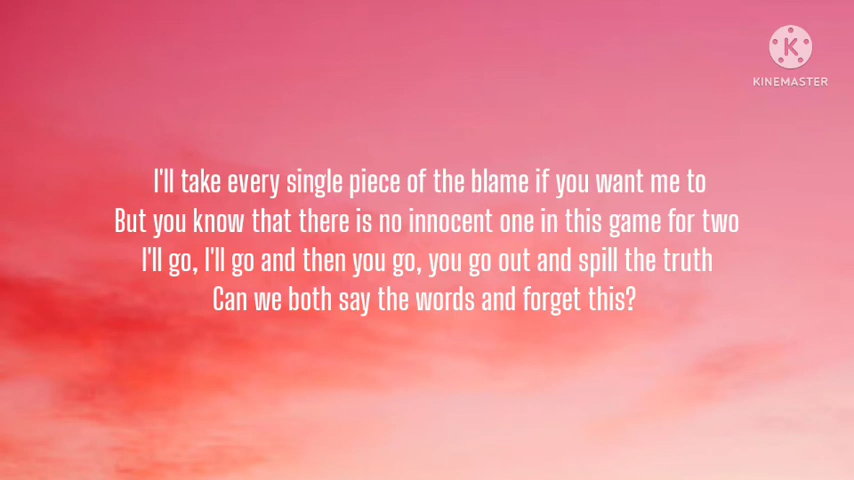 KINEMASTER
I'll take every single piece of the blame if you want me to
But you know that there is no innocent one in this game for two
I'll go, I'll go and then you go, you go out and spill the truth
Can we both say the words and forget this?